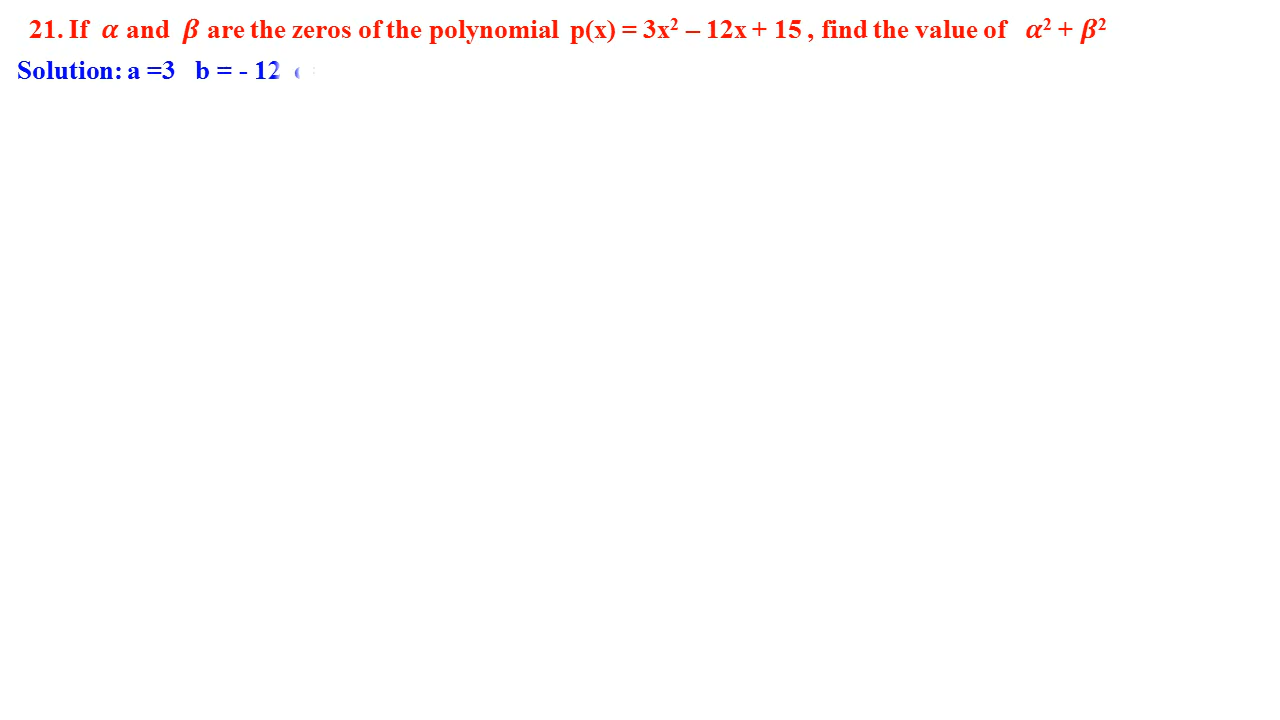 21. If 𝛼 and 𝛽 are the zeros of the polynomial p(x) = 3x² – 12x + 15 , find the value of 𝛼² + 𝛽²
Solution: a =3 b = - 12